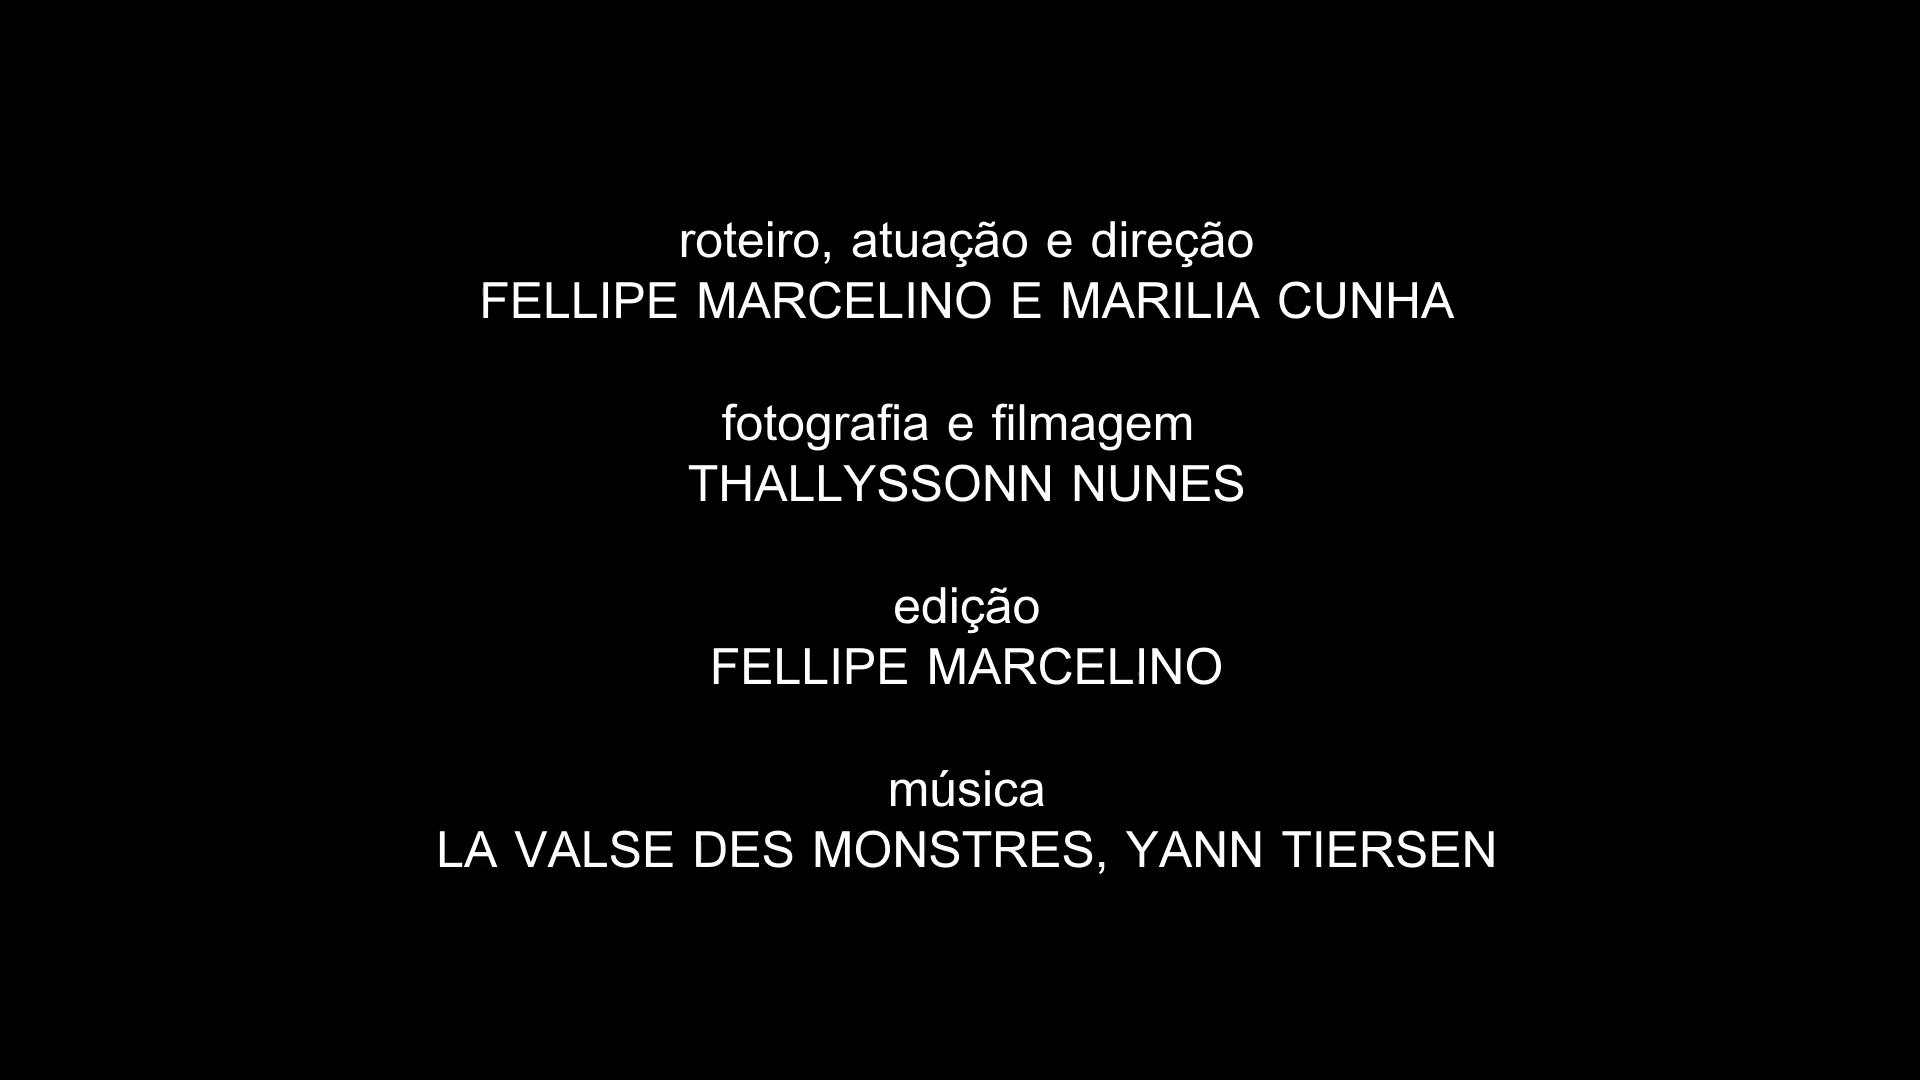 roteiro, atuação e direção
FELLIPE MARCELINO E MARILIA CUNHA
fotografia e filmagem
THALLYSSONN NUNES
edição
FELLIPE MARCELINO
música
LA VALSE DES MONSTRES, YANN TIERSEN